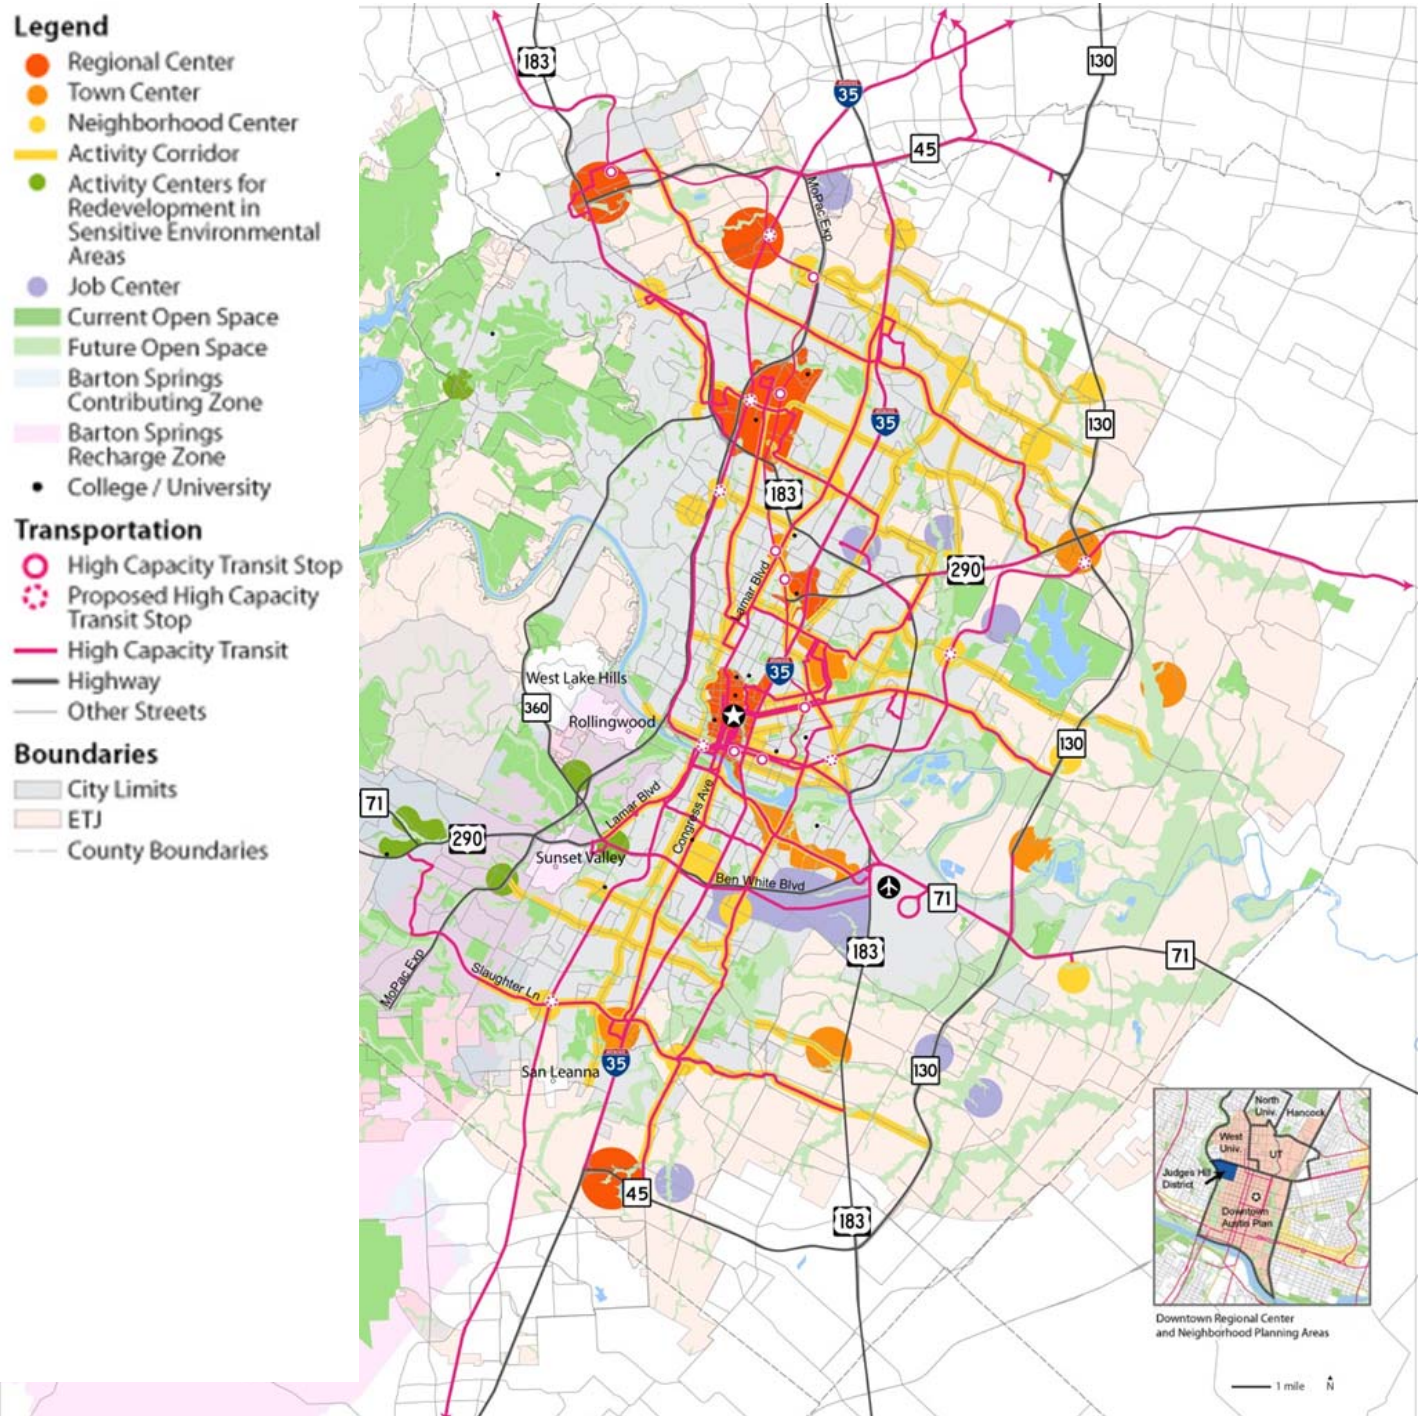 Legend
Regional Center
Town Center
Neighborhood Center
Activity Corridor
Activity Centers for
Redevelopment in
Sensitive Environmental
Areas
Job Center
Current Open Space
Future Open Space
Barton Springs
Contributing Zone
Barton Springs
Recharge Zone
College / University
Transportation
High Capacity Transit Stop
Proposed High Capacity
Transit Stop
High Capacity Transit
Highway
Other Streets
Boundaries
City Limits
ETJ
County Boundaries
183
35
130
45
MoPac Exp
35
130
183
290
Lamar Blvd
35
West Lake Hills
360
Rollingwood
130
71
290
Lamar Blvd
Congress Ave
Sunset Valley
Ben White Blvd
71
183
71
MoPac Exp
Slaughter Ln
35
San Leanna
130
45
183
North
Univ.
Hancock
West
Univ.
UT
Judges Hill
District
Downtown
Austin Plan
Downtown Regional Center
and Neighborhood Planning Areas
1 mile
N